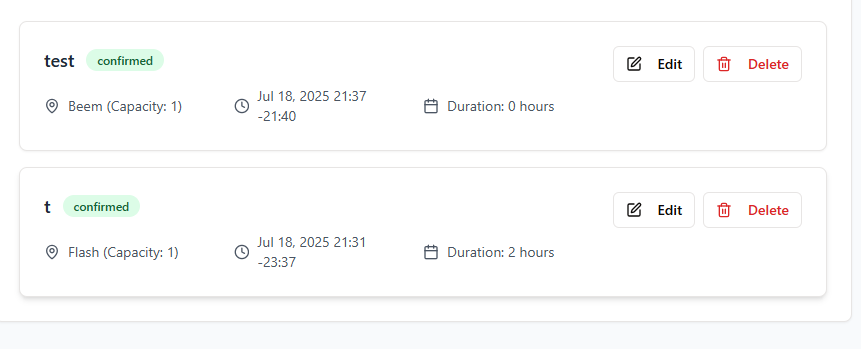 test confirmed Edit Delete
Beem (Capacity: 1) Jul 18, 2025 21:37 Duration: 0 hours
-21:40
t confirmed Edit Delete
Flash (Capacity: 1) Jul 18, 2025 21:31 Duration: 2 hours
-23:37